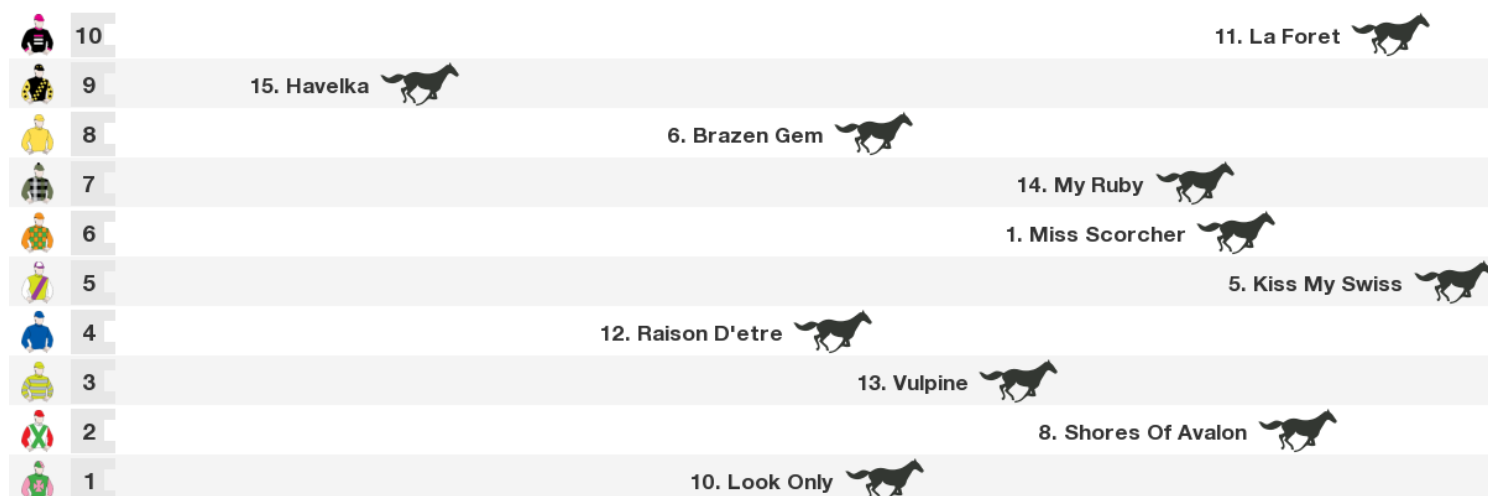 10 11. La Foret
9 15. Havelka
8 6. Brazen Gem
7 14. My Ruby
6 1. Miss Scorcher
5 5. Kiss My Swiss
4 12. Raison D'etre
3 13. Vulpine
2 8. Shores Of Avalon
1 10. Look Only